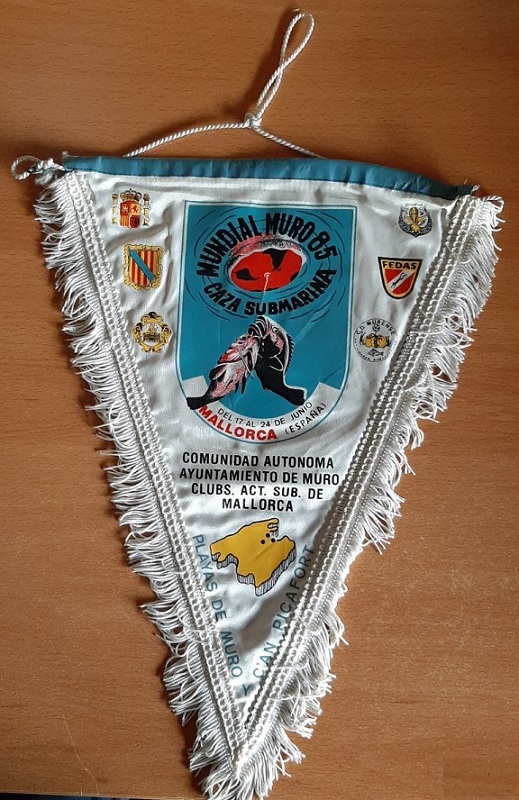 MUNDIAL MURO 85
CAZA SUBMARINA
FEDAS
DEL 17 AL 24 DE JUNIO
MALLORCA (ESPAÑA)
COMUNIDAD AUTONOMA
AYUNTAMIENTO DE MURO
CLUBS. ACT. SUB. DE
MALLORCA
PLAYAS DE MURO Y CAN. PICAFORT